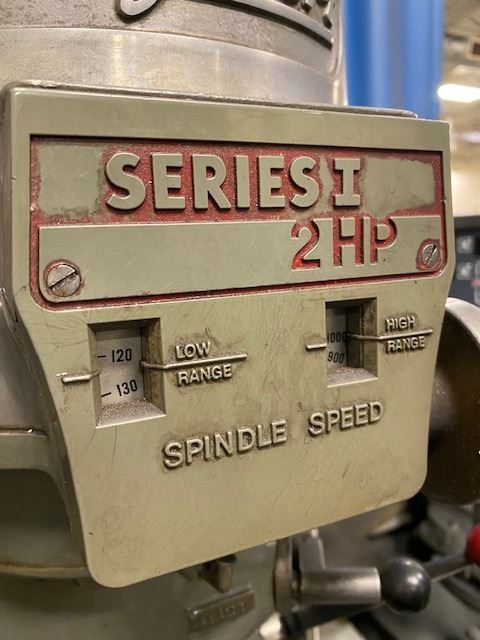 SERIES I
2HP
120
130
LOW
RANGE
1000
900
HIGH
RANGE
SPINDLE SPEED